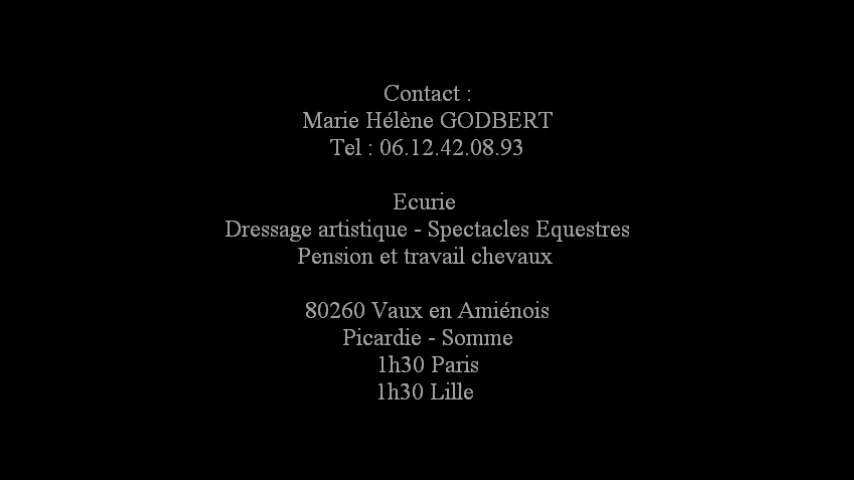 Contact :
Marie Hélène GODBERT
Tel : 06.12.42.08.93
Ecurie
Dressage artistique - Spectacles Equestres
Pension et travail chevaux
80260 Vaux en Amiénois
Picardie - Somme
1h30 Paris
1h30 Lille